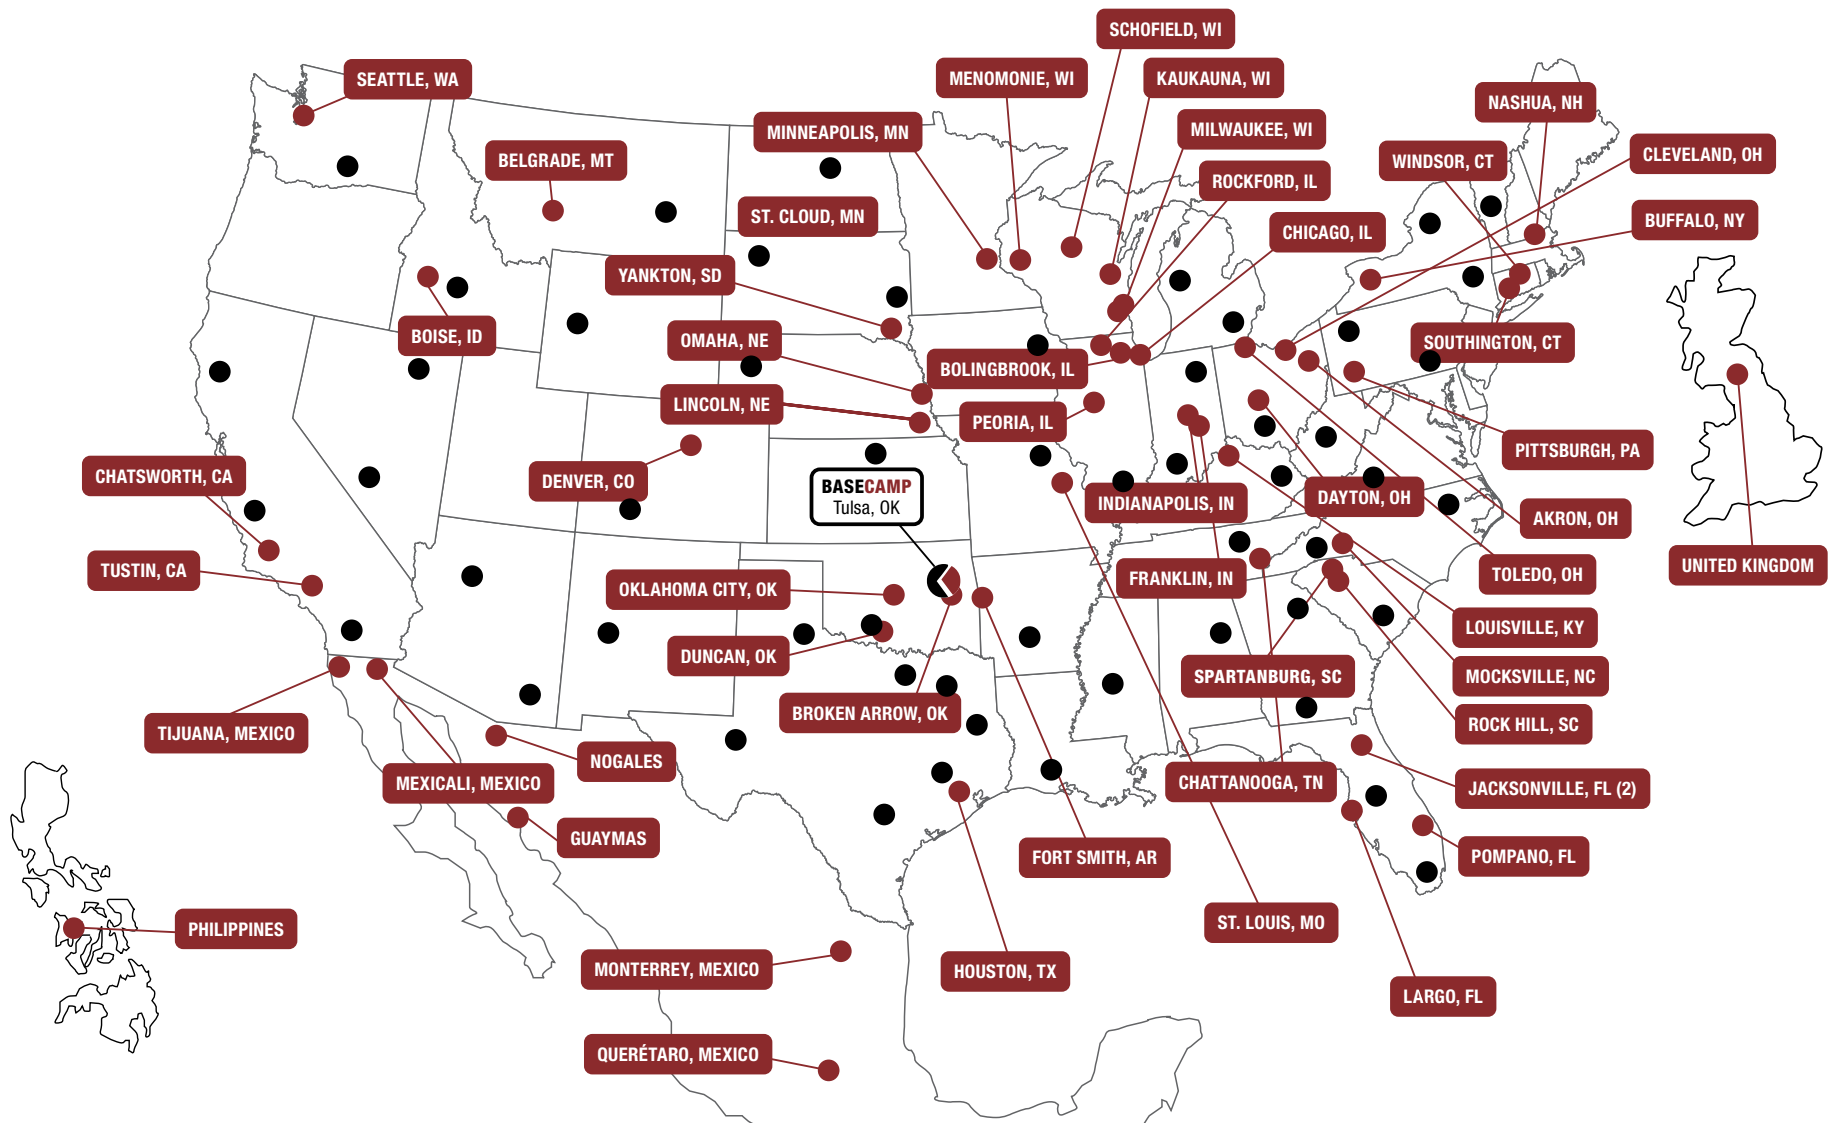 SCHOFIELD, WI
SEATTLE, WA
MENOMONIE, WI
KAUKAUNA, WI
NASHUA, NH
MINNEAPOLIS, MN
MILWAUKEE, WI
BELGRADE, MT
WINDSOR, CT
CLEVELAND, OH
ROCKFORD, IL
ST. CLOUD, MN
BUFFALO, NY
CHICAGO, IL
YANKTON, SD
BOISE, ID
OMAHA, NE
SOUTHINGTON, CT
BOLINGBROOK, IL
LINCOLN, NE
PEORIA, IL
PITTSBURGH, PA
CHATSWORTH, CA
DENVER, CO
BASECAMP
Tulsa, OK
INDIANAPOLIS, IN
DAYTON, OH
AKRON, OH
UNITED KINGDOM
TUSTIN, CA
OKLAHOMA CITY, OK
FRANKLIN, IN
TOLEDO, OH
LOUISVILLE, KY
DUNCAN, OK
SPARTANBURG, SC
MOCKSVILLE, NC
BROKEN ARROW, OK
ROCK HILL, SC
TIJUANA, MEXICO
NOGALES
MEXICALI, MEXICO
CHATTANOOGA, TN
JACKSONVILLE, FL (2)
GUAYMAS
FORT SMITH, AR
POMPANO, FL
PHILIPPINES
ST. LOUIS, MO
MONTERREY, MEXICO
HOUSTON, TX
LARGO, FL
QUERÉTARO, MEXICO